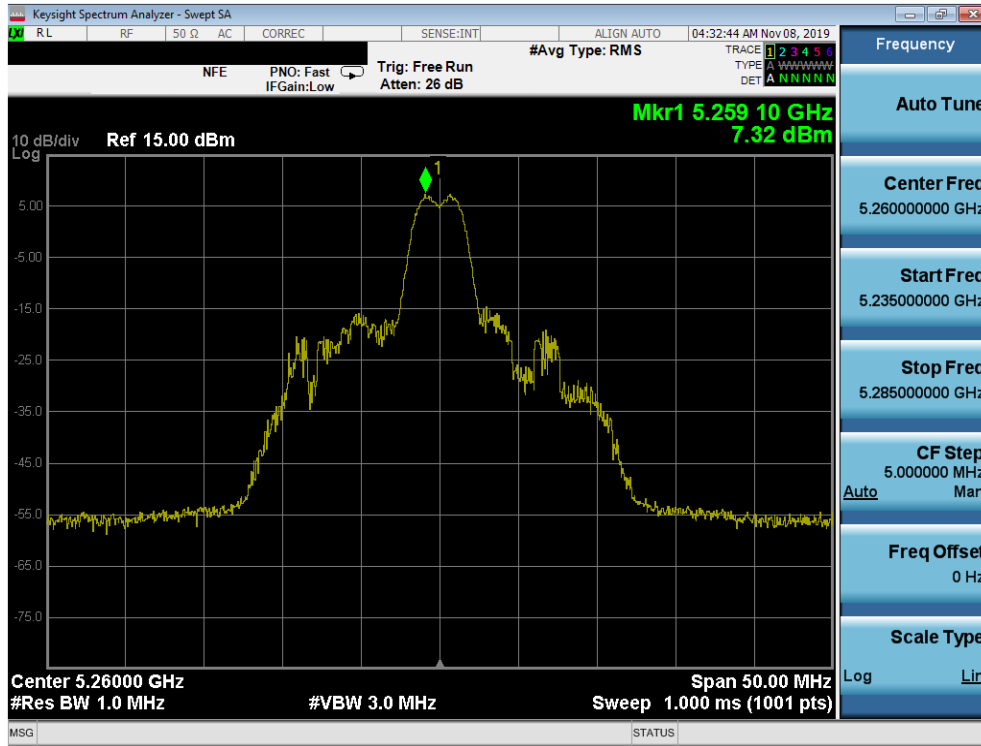 Keysight Spectrum Analyzer - Swept SA
LXI RL RF 50 Ω AC CORREC SENSE:INT ALIGN AUTO 04:32:44 AM Nov 08, 2019
NFE PNO: Fast IFGain:Low Trig: Free Run Atten: 26 dB #Avg Type: RMS
TRACE 1 2 3 4 5 6
TYPE A WWWWW
DET A N N N N N
Mkr1 5.259 10 GHz
7.32 dBm
10 dB/div Ref 15.00 dBm
Log
1
5.00
-5.00
-15.0
-25.0
-35.0
-45.0
-55.0
-65.0
-75.0
Center 5.26000 GHz Span 50.00 MHz
#Res BW 1.0 MHz #VBW 3.0 MHz Sweep 1.000 ms (1001 pts)
MSG STATUS
Frequency
Auto Tune
Center Freq
5.260000000 GHz
Start Freq
5.235000000 GHz
Stop Freq
5.285000000 GHz
CF Step
5.000000 MHz
Auto Man
Freq Offset
0 Hz
Scale Type
Log Lin